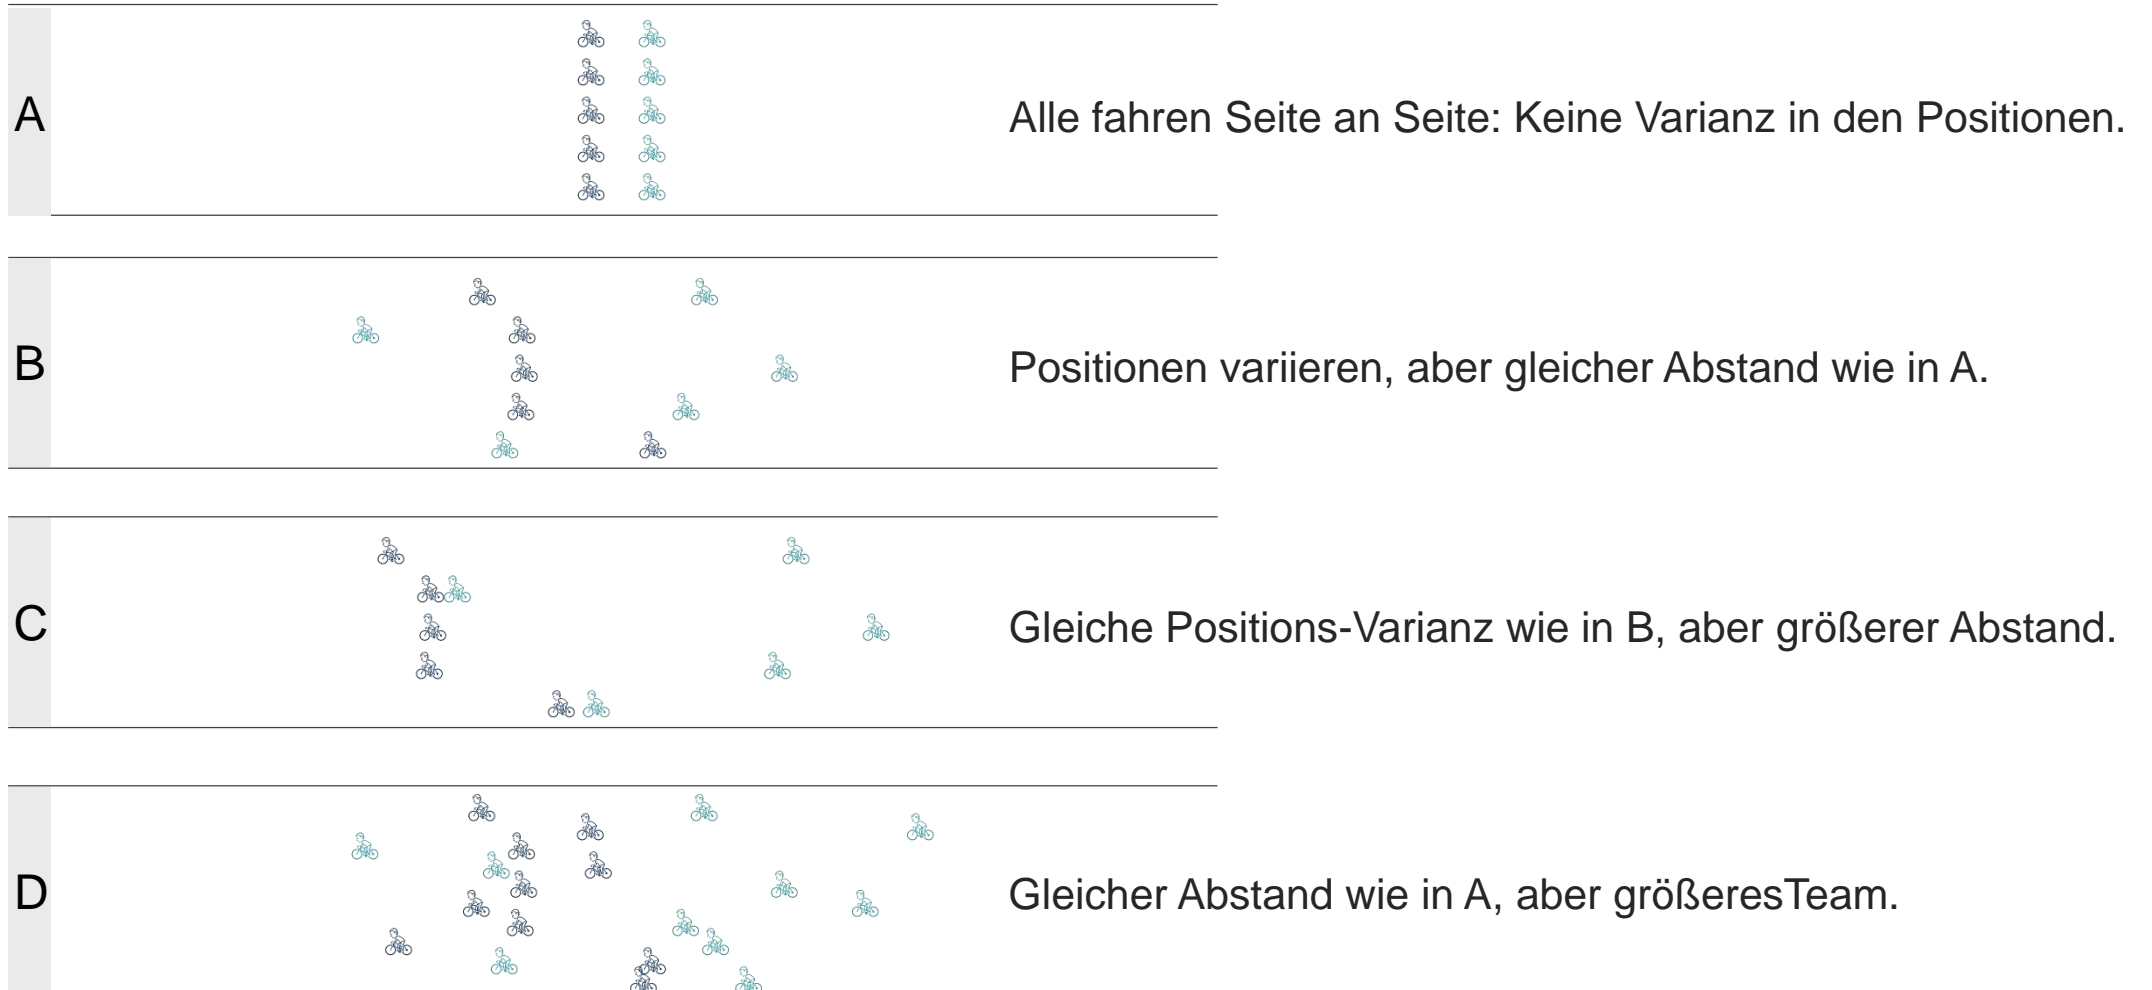 A
Alle fahren Seite an Seite: Keine Varianz in den Positionen.
B
Positionen variieren, aber gleicher Abstand wie in A.
C
Gleiche Positions-Varianz wie in B, aber größerer Abstand.
D
Gleicher Abstand wie in A, aber größeresTeam.